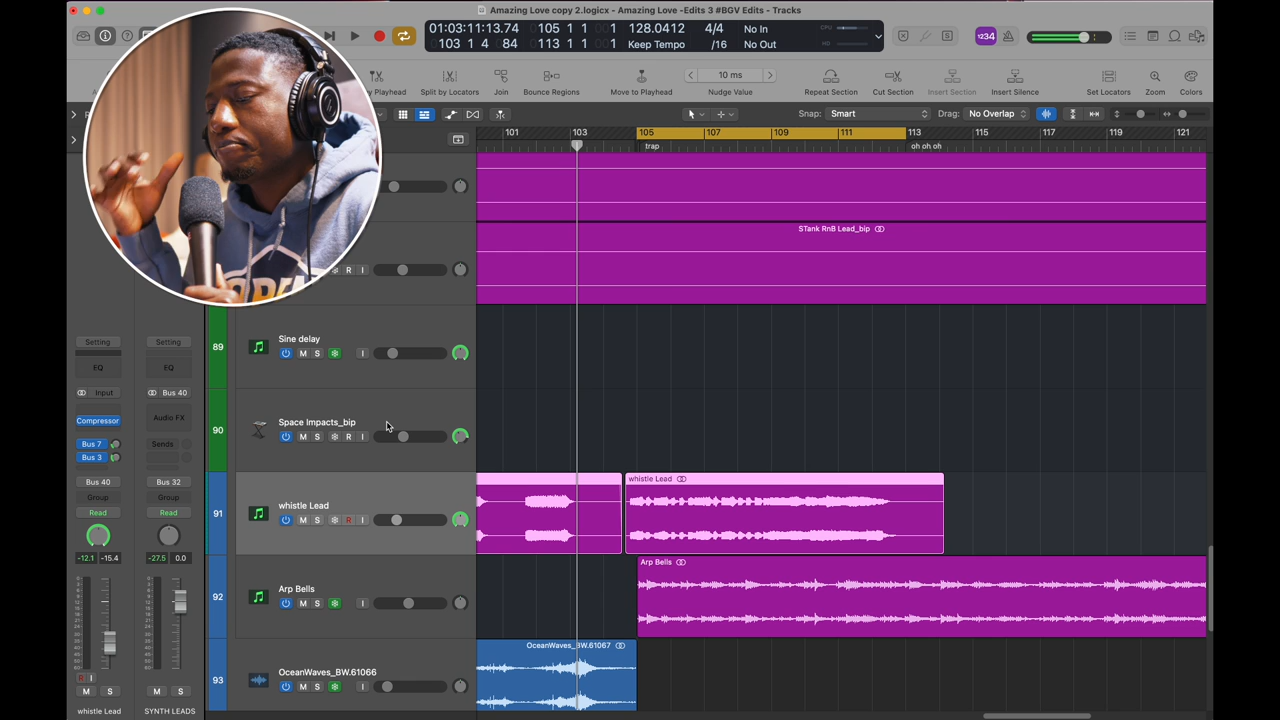 Amazing Love copy 2.logicx - Amazing Love -Edits 3 #BGV Edits - Tracks
01:03:11:13.74
105 1 1 001
128.0412
4/4
No In
CPU
103 1 4 84
113 1 1 001
Keep Tempo
/16
No Out
HD
1234
S
10 ms
by Playhead
Split by Locators
Join
Bounce Regions
Move to Playhead
Nudge Value
Repeat Section
Cut Section
Insert Section
Insert Silence
Set Locators
Zoom
Colors
Snap:
Smart
Drag:
No Overlap
101
103
105
107
109
111
113
115
117
119
121
trap
oh oh oh
STank RnB Lead_bip
R I
89
Sine delay
M S I
90
Space Impacts_bip
M S R I
91
whistle Lead
M S R I
whistle Lead
92
Arp Bells
M S I
Arp Bells
93
OceanWaves_BW.61066
M S I
OceanWaves_BW.61067
Setting
Setting
EQ
EQ
Input
Bus 40
Compressor
Audio FX
Bus 7
Sends
Bus 3
Bus 40
Bus 32
Group
Group
Read
Read
-12.1
-15.4
-27.5
0.0
R I
M S
M S
whistle Lead
SYNTH LEADS